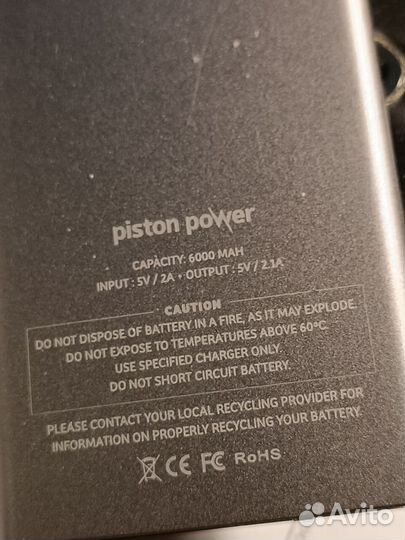 piston power
CAPACITY: 6000 MAH
INPUT : 5V / 2A • OUTPUT : 5V / 2.1A
CAUTION
DO NOT DISPOSE OF BATTERY IN A FIRE, AS IT MAY EXPLODE.
DO NOT EXPOSE TO TEMPERATURES ABOVE 60°C
USE SPECIFIED CHARGER ONLY
DO NOT SHORT CIRCUIT BATTERY.
PLEASE CONTACT YOUR LOCAL RECYCLING PROVIDER FOR
INFORMATION ON PROPERLY RECYCLING YOUR BATTERY.
CE FC RoHS
Avito